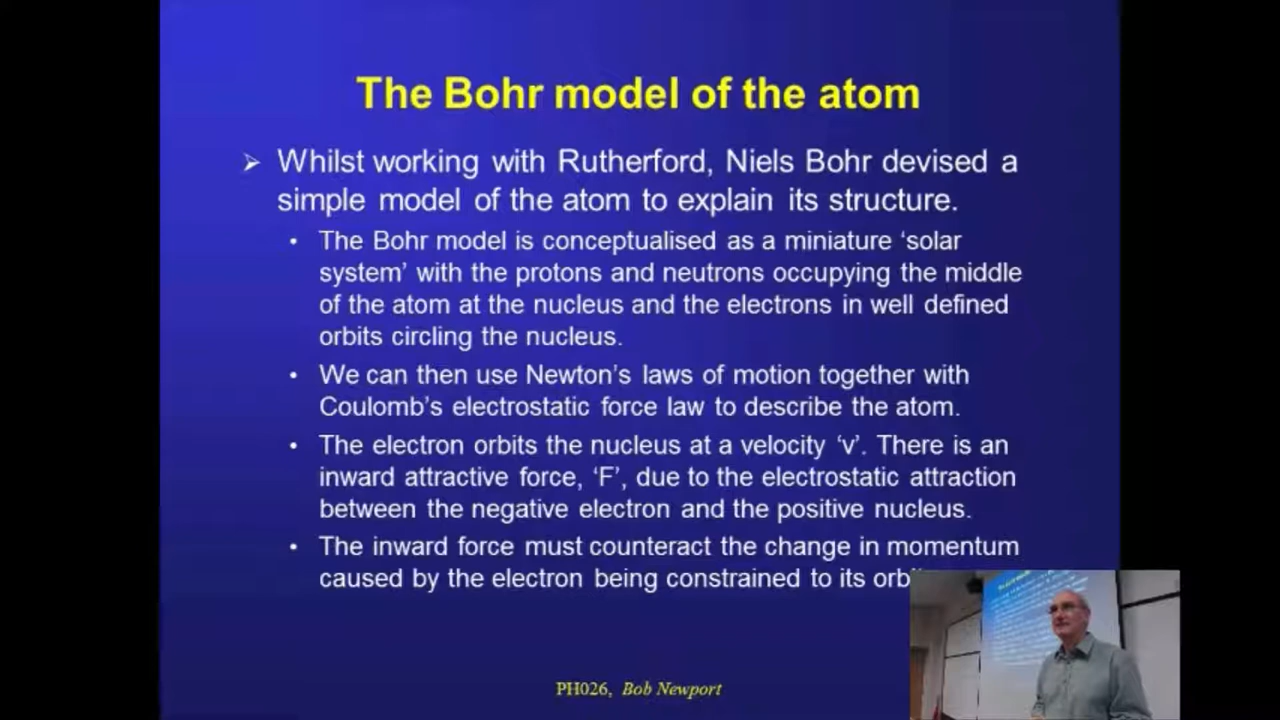 The Bohr model of the atom
➢ Whilst working with Rutherford, Niels Bohr devised a
simple model of the atom to explain its structure.
• The Bohr model is conceptualised as a miniature ‘solar
system’ with the protons and neutrons occupying the middle
of the atom at the nucleus and the electrons in well defined
orbits circling the nucleus.
• We can then use Newton’s laws of motion together with
Coulomb’s electrostatic force law to describe the atom.
• The electron orbits the nucleus at a velocity ‘v’. There is an
inward attractive force, ‘F’, due to the electrostatic attraction
between the negative electron and the positive nucleus.
• The inward force must counteract the change in momentum
caused by the electron being constrained to its
PH026, Bob Newport